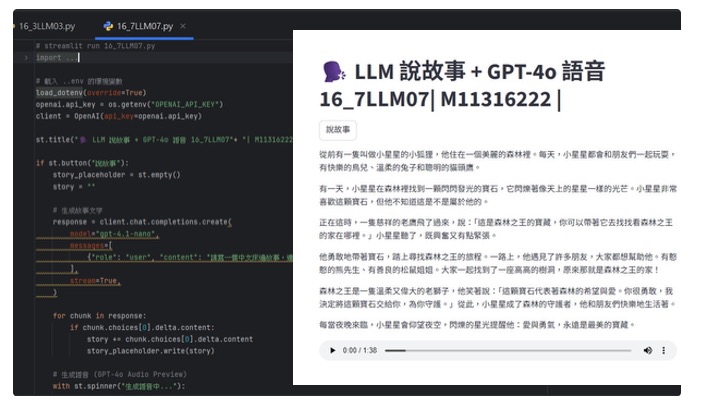 16_3LLM03.py
16_7LLM07.py ×
# streamlit run 16_7LLM07.py
import ...
# 載入 ..env 的環境變數
load_dotenv(override=True)
openai.api_key = os.getenv("OPENAI_API_KEY")
client = OpenAI(api_key=openai.api_key)
st.title("🗣 LLM 說故事 + GPT-4o 語音 16_7LLM07"+ "| M11316222
if st.button("說故事"):
story_placeholder = st.empty()
story = ""
# 生成故事文字
response = client.chat.completions.create(
model="gpt-4.1-nano",
messages=[
{"role": "user", "content": "請寫一個中文床邊故事，
],
stream=True,
)
for chunk in response:
if chunk.choices[0].delta.content:
story += chunk.choices[0].delta.content
story_placeholder.write(story)
# 生成語音 (GPT-4o Audio Preview)
with st.spinner("生成語音中..."):
🗣 LLM 說故事 + GPT-4o 語音
16_7LLM07| M11316222 |
說故事
從前有一隻叫做小星星的小狐狸，他住在一個美麗的森林裡。每天，小星星都會和朋友們一起玩耍，
有快樂的鳥兒、溫柔的兔子和聰明的貓頭鷹。
有一天，小星星在森林裡找到一顆閃閃發光的寶石，它閃爍著像天上的星星一樣的光芒。小星星非常
喜歡這顆寶石，但他不知道這是不是屬於他的。
正在這時，一隻慈祥的老鷹飛了過來，說：「這是森林之王的寶藏，你可以帶著它去找找看森林之王
的家在哪裡。」小星星聽了，既興奮又有點緊張。
他勇敢地帶著寶石，踏上尋找森林之王的旅程。一路上，他遇見了許多朋友，大家都想幫助他。有憨
憨的熊先生、有善良的松鼠姐姐。大家一起找到了一座高高的樹洞，原來那就是森林之王的家！
森林之王是一隻溫柔又偉大的老獅子，他笑著說：「這顆寶石代表著森林的希望與愛。你很勇敢，我
決定將這顆寶石交給你，為你守護。」從此，小星星成了森林的守護者，他和朋友們快樂地生活著。
每當夜晚來臨，小星星會仰望夜空，閃爍的星光提醒他：愛與勇氣，永遠是最美的寶藏。
0:00 / 1:38